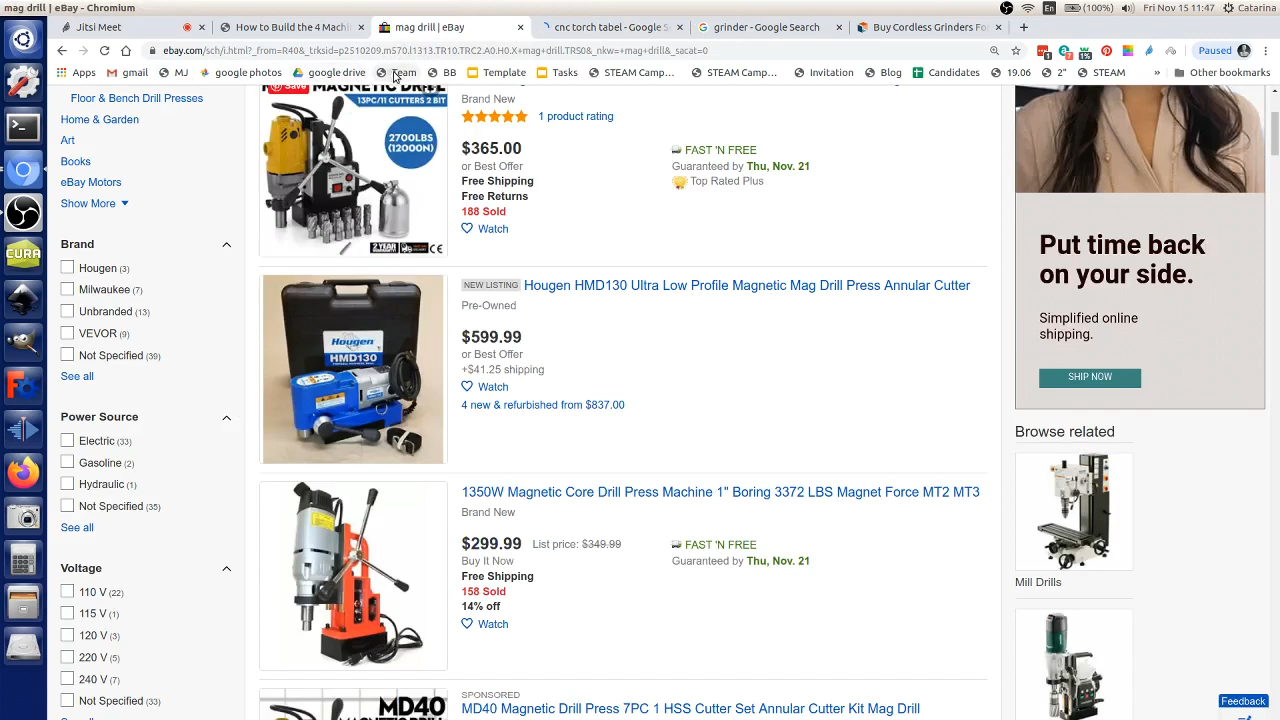 mag drill | eBay - Chromium
En
(100%)
Fri Nov 15 11:47
Catarina
Jitsi Meet
How to Build the 4 Machi
mag drill | eBay
cnc torch tabel - Google S
grinder - Google Search
Buy Cordless Grinders Fo
ebay.com/sch/i.html?_from=R40&_trksid=p2510209.m570.l1313.TR10.TRC2.A0.H0.X+mag+drill.TRS0&_nkw=+mag+drill&_sacat=0
Paused
Apps
gmail
MJ
google photos
google drive
Team
BB
Template
Tasks
STEAM Camp...
STEAM Camp...
Invitation
Blog
Candidates
19.06
2"
STEAM
»
Other bookmarks
Floor & Bench Drill Presses
Home & Garden
Art
Books
eBay Motors
Show More
Brand
Hougen (3)
Milwaukee (7)
Unbranded (13)
VEVOR (9)
Not Specified (39)
See all
Power Source
Electric (33)
Gasoline (2)
Hydraulic (1)
Not Specified (35)
See all
Voltage
110 V (22)
115 V (1)
120 V (3)
220 V (5)
240 V (7)
Not Specified (33)
Save
MAGNETIC DRILL
13PC/11 CUTTERS 2 BIT
2700LBS
(12000N)
2 YEAR
CE
Brand New
1 product rating
$365.00
or Best Offer
Free Shipping
Free Returns
188 Sold
Watch
FAST 'N FREE
Guaranteed by Thu, Nov. 21
Top Rated Plus
Hougen
HMD130
NEW LISTING Hougen HMD130 Ultra Low Profile Magnetic Mag Drill Press Annular Cutter
Pre-Owned
$599.99
or Best Offer
+$41.25 shipping
Watch
4 new & refurbished from $837.00
1350W Magnetic Core Drill Press Machine 1" Boring 3372 LBS Magnet Force MT2 MT3
Brand New
$299.99 List price: $349.99
Buy It Now
Free Shipping
158 Sold
14% off
Watch
FAST 'N FREE
Guaranteed by Thu, Nov. 21
MD40
SPONSORED
MD40 Magnetic Drill Press 7PC 1 HSS Cutter Set Annular Cutter Kit Mag Drill
Put time back
on your side.
Simplified online
shipping.
SHIP NOW
Browse related
Mill Drills
Feedback
CURA